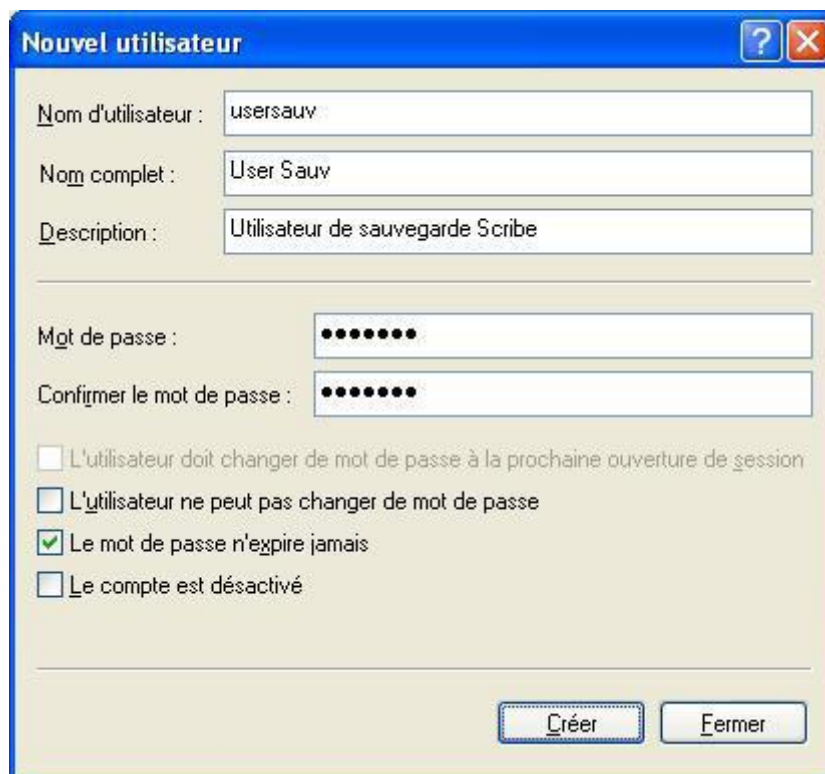 Nouvel utilisateur
Nom d'utilisateur : usersauv
Nom complet : User Sauv
Description : Utilisateur de sauvegarde Scribe
Mot de passe : •••••••
Confirmer le mot de passe : •••••••
L'utilisateur doit changer de mot de passe à la prochaine ouverture de session
L'utilisateur ne peut pas changer de mot de passe
Le mot de passe n'expire jamais
Le compte est désactivé
Créer Fermer